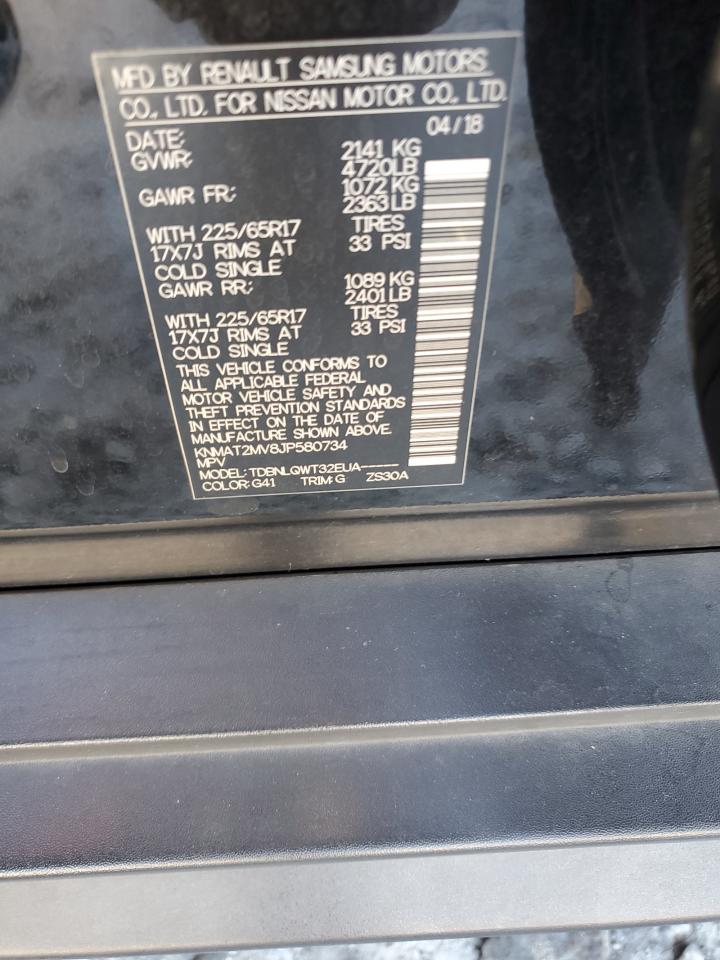 MFD BY RENAULT SAMSUNG MOTORS
CO., LTD. FOR NISSAN MOTOR CO., LTD.
DATE: 04/18
GVWR: 2141 KG
4720LB
GAWR FR: 1072 KG
2363LB
WITH 225/65R17 TIRES
17X7J RIMS AT 33 PSI
COLD SINGLE
GAWR RR: 1089 KG
2401LB
WITH 225/65R17 TIRES
17X7J RIMS AT 33 PSI
COLD SINGLE
THIS VEHICLE CONFORMS TO
ALL APPLICABLE FEDERAL
MOTOR VEHICLE SAFETY AND
THEFT PREVENTION STANDARDS
IN EFFECT ON THE DATE OF
MANUFACTURE SHOWN ABOVE.
KNMAT2MV8JP580734
MPV
MODEL: TDBNLQWT32EUA-----
COLOR: G41 TRIM: G ZS30A